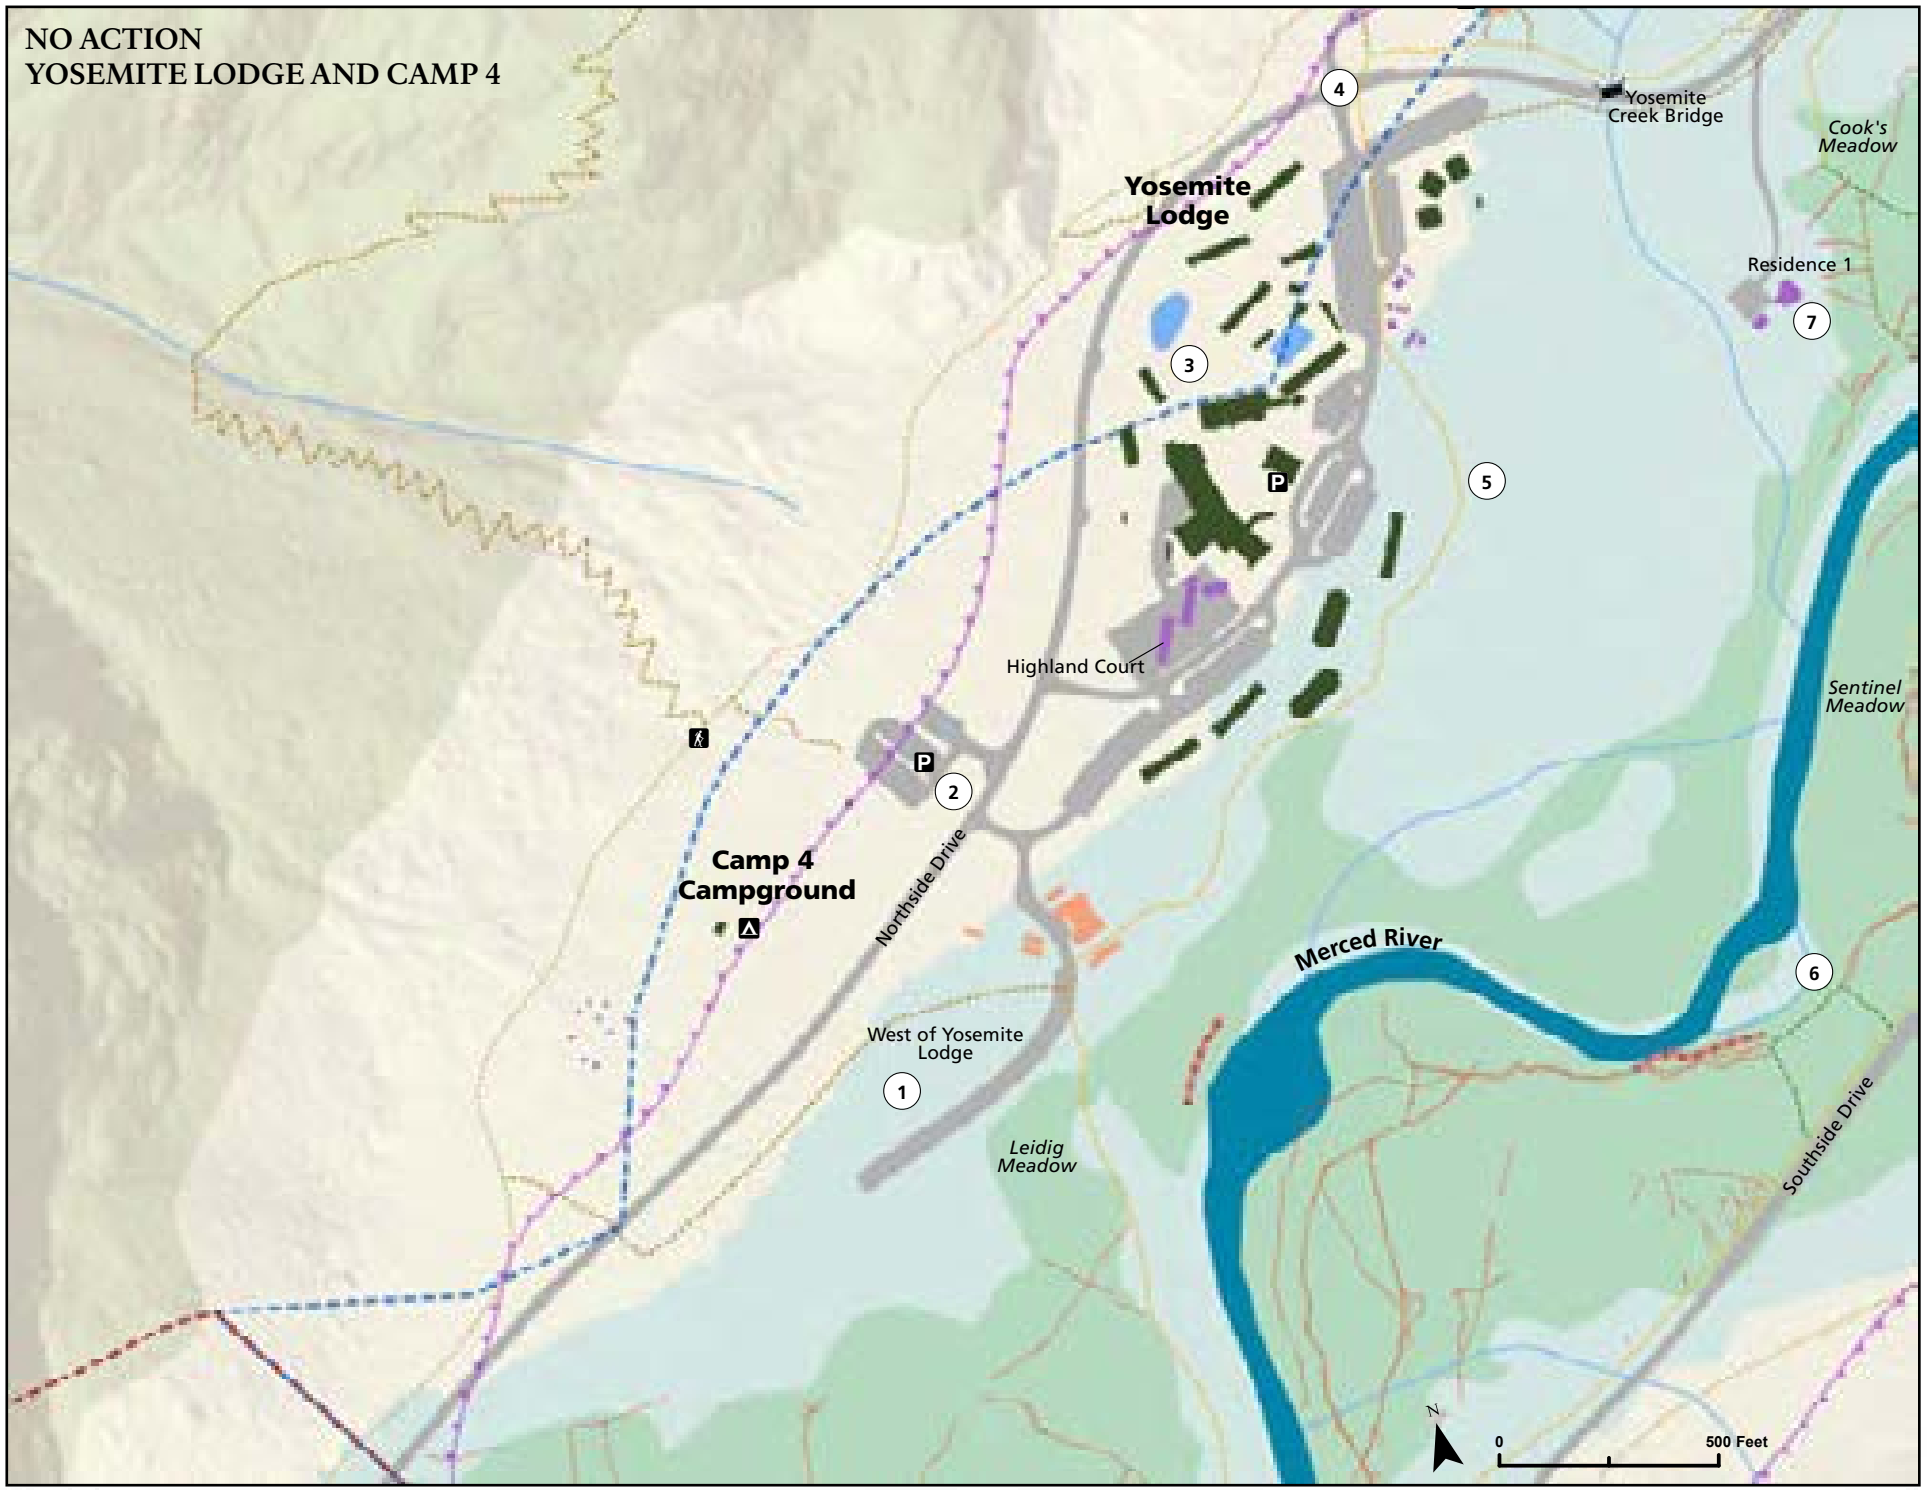 NO ACTION
YOSEMITE LODGE AND CAMP 4
4
Yosemite
Creek Bridge
Cook's
Meadow
Yosemite
Lodge
Residence 1
7
3
P
5
Highland Court
Sentinel
Meadow
P
2
Camp 4
Campground
Northside Drive
Merced River
6
West of Yosemite
Lodge
1
Leidig
Meadow
Southside Drive
N
0
500 Feet